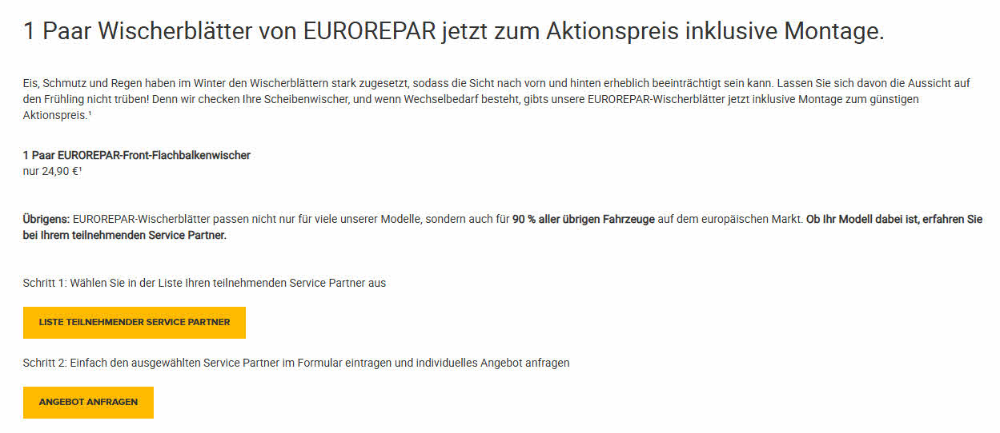 1 Paar Wischerblätter von EUROREPAR jetzt zum Aktionspreis inklusive Montage.
Eis, Schmutz und Regen haben im Winter den Wischerblättern stark zugesetzt, sodass die Sicht nach vorn und hinten erheblich beeinträchtigt sein kann. Lassen Sie sich davon die Aussicht auf
den Frühling nicht trüben! Denn wir checken Ihre Scheibenwischer, und wenn Wechselbedarf besteht, gibts unsere EUROREPAR-Wischerblätter jetzt inklusive Montage zum günstigen
Aktionspreis.¹
1 Paar EUROREPAR-Front-Flachbalkenwischer
nur 24,90 €¹
Übrigens: EUROREPAR-Wischerblätter passen nicht nur für viele unserer Modelle, sondern auch für 90 % aller übrigen Fahrzeuge auf dem europäischen Markt. Ob Ihr Modell dabei ist, erfahren Sie
bei Ihrem teilnehmenden Service Partner.
Schritt 1: Wählen Sie in der Liste Ihren teilnehmenden Service Partner aus
LISTE TEILNEHMENDER SERVICE PARTNER
Schritt 2: Einfach den ausgewählten Service Partner im Formular eintragen und individuelles Angebot anfragen
ANGEBOT ANFRAGEN